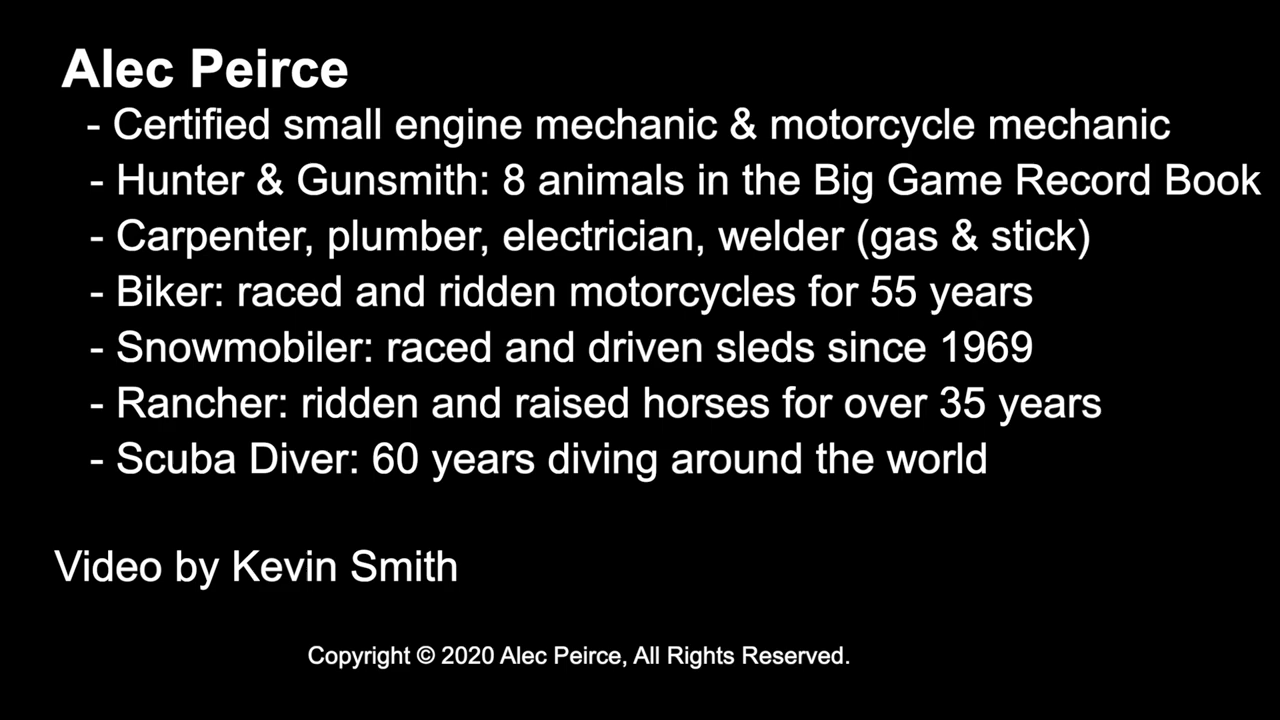 Alec Peirce
- Certified small engine mechanic & motorcycle mechanic
- Hunter & Gunsmith: 8 animals in the Big Game Record Book
- Carpenter, plumber, electrician, welder (gas & stick)
- Biker: raced and ridden motorcycles for 55 years
- Snowmobiler: raced and driven sleds since 1969
- Rancher: ridden and raised horses for over 35 years
- Scuba Diver: 60 years diving around the world
Video by Kevin Smith
Copyright © 2020 Alec Peirce, All Rights Reserved.